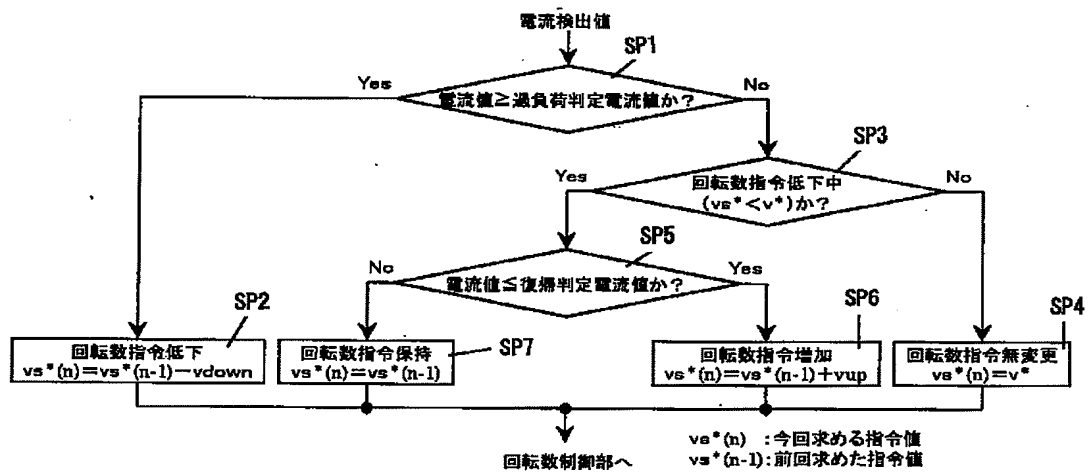 電流検出値
SP1
Yes
No
電流値≧過負荷判定電流値か？
SP3
Yes
No
回転数指令低下中
(vs*＜v*)か？
SP5
No
Yes
電流値≦復帰判定電流値か？
SP2
SP7
SP6
SP4
回転数指令低下
vs*(n)=vs*(n-1)-vdown
回転数指令保持
vs*(n)=vs*(n-1)
回転数指令増加
vs*(n)=vs*(n-1)+vup
回転数指令無変更
vs*(n)=v*
回転数制御部へ
vs*(n) :今回求める指令値
vs*(n-1):前回求めた指令値